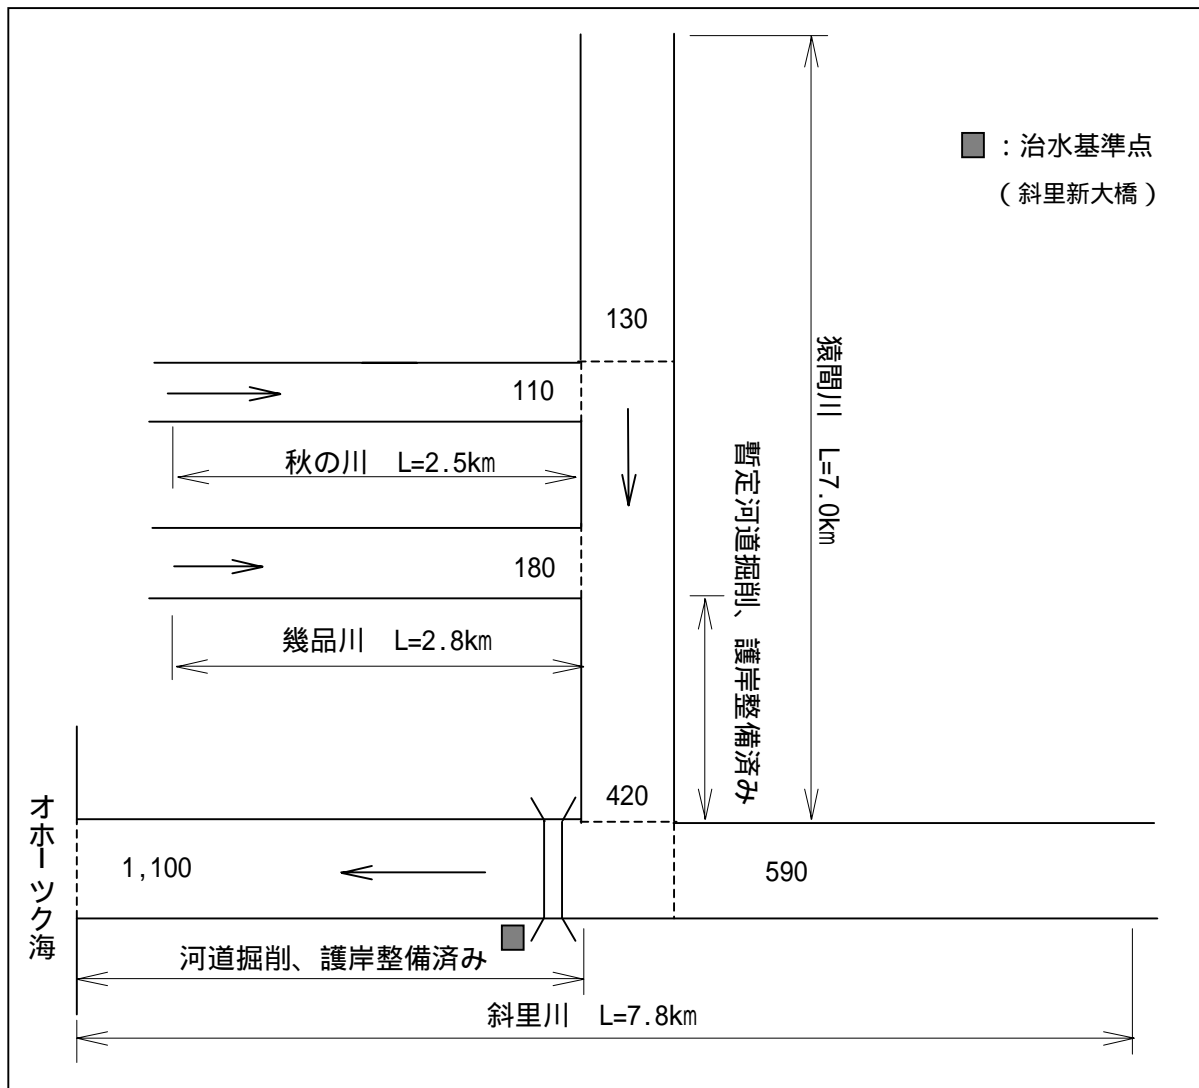 ：治水基準点
（斜里新大橋）
130
猿間川　L=7.0㎞
110
秋の川　L=2.5㎞
暫定河道掘削、護岸整備済み
180
幾品川　L=2.8㎞
420
オホーツク海
1,100
590
河道掘削、護岸整備済み
斜里川　L=7.8㎞